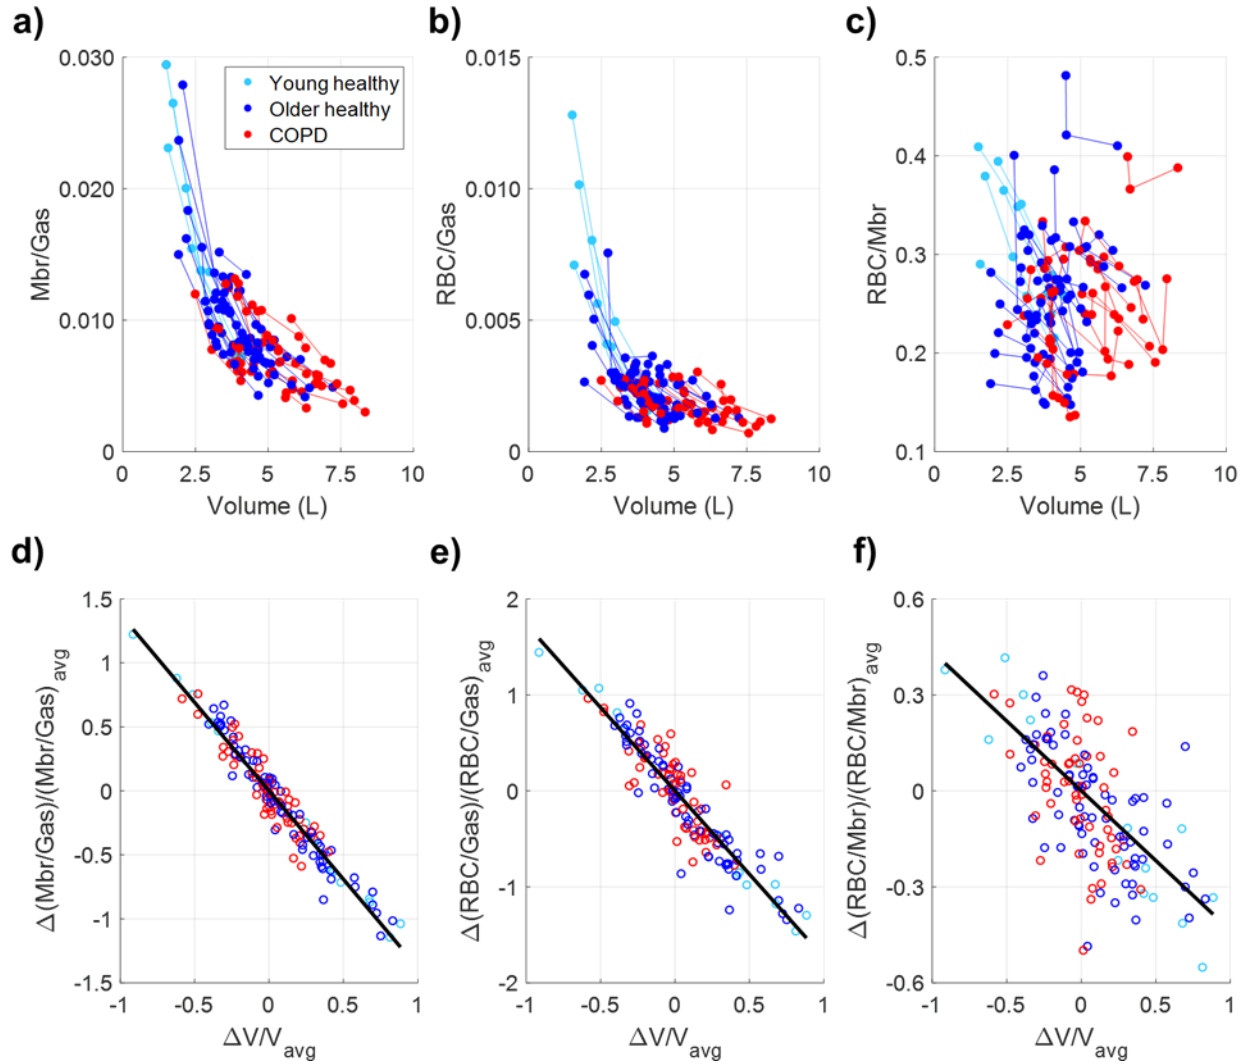 a)
0.030
0.020
0.010
0
Mbr/Gas
Young healthy
Older healthy
COPD
0 2.5 5 7.5 10
Volume (L)
b)
0.015
0.010
0.005
0
RBC/Gas
0 2.5 5 7.5 10
Volume (L)
c)
0.5
0.4
0.3
0.2
0.1
RBC/Mbr
0 2.5 5 7.5 10
Volume (L)
d)
1.5
1
0.5
0
-0.5
-1
-1.5
Δ(Mbr/Gas)/(Mbr/Gas)avg
-1 -0.5 0 0.5 1
ΔV/Vavg
e)
2
1
0
-1
-2
Δ(RBC/Gas)/(RBC/Gas)avg
-1 -0.5 0 0.5 1
ΔV/Vavg
f)
0.6
0.3
0
-0.3
-0.6
Δ(RBC/Mbr)/(RBC/Mbr)avg
-1 -0.5 0 0.5 1
ΔV/Vavg